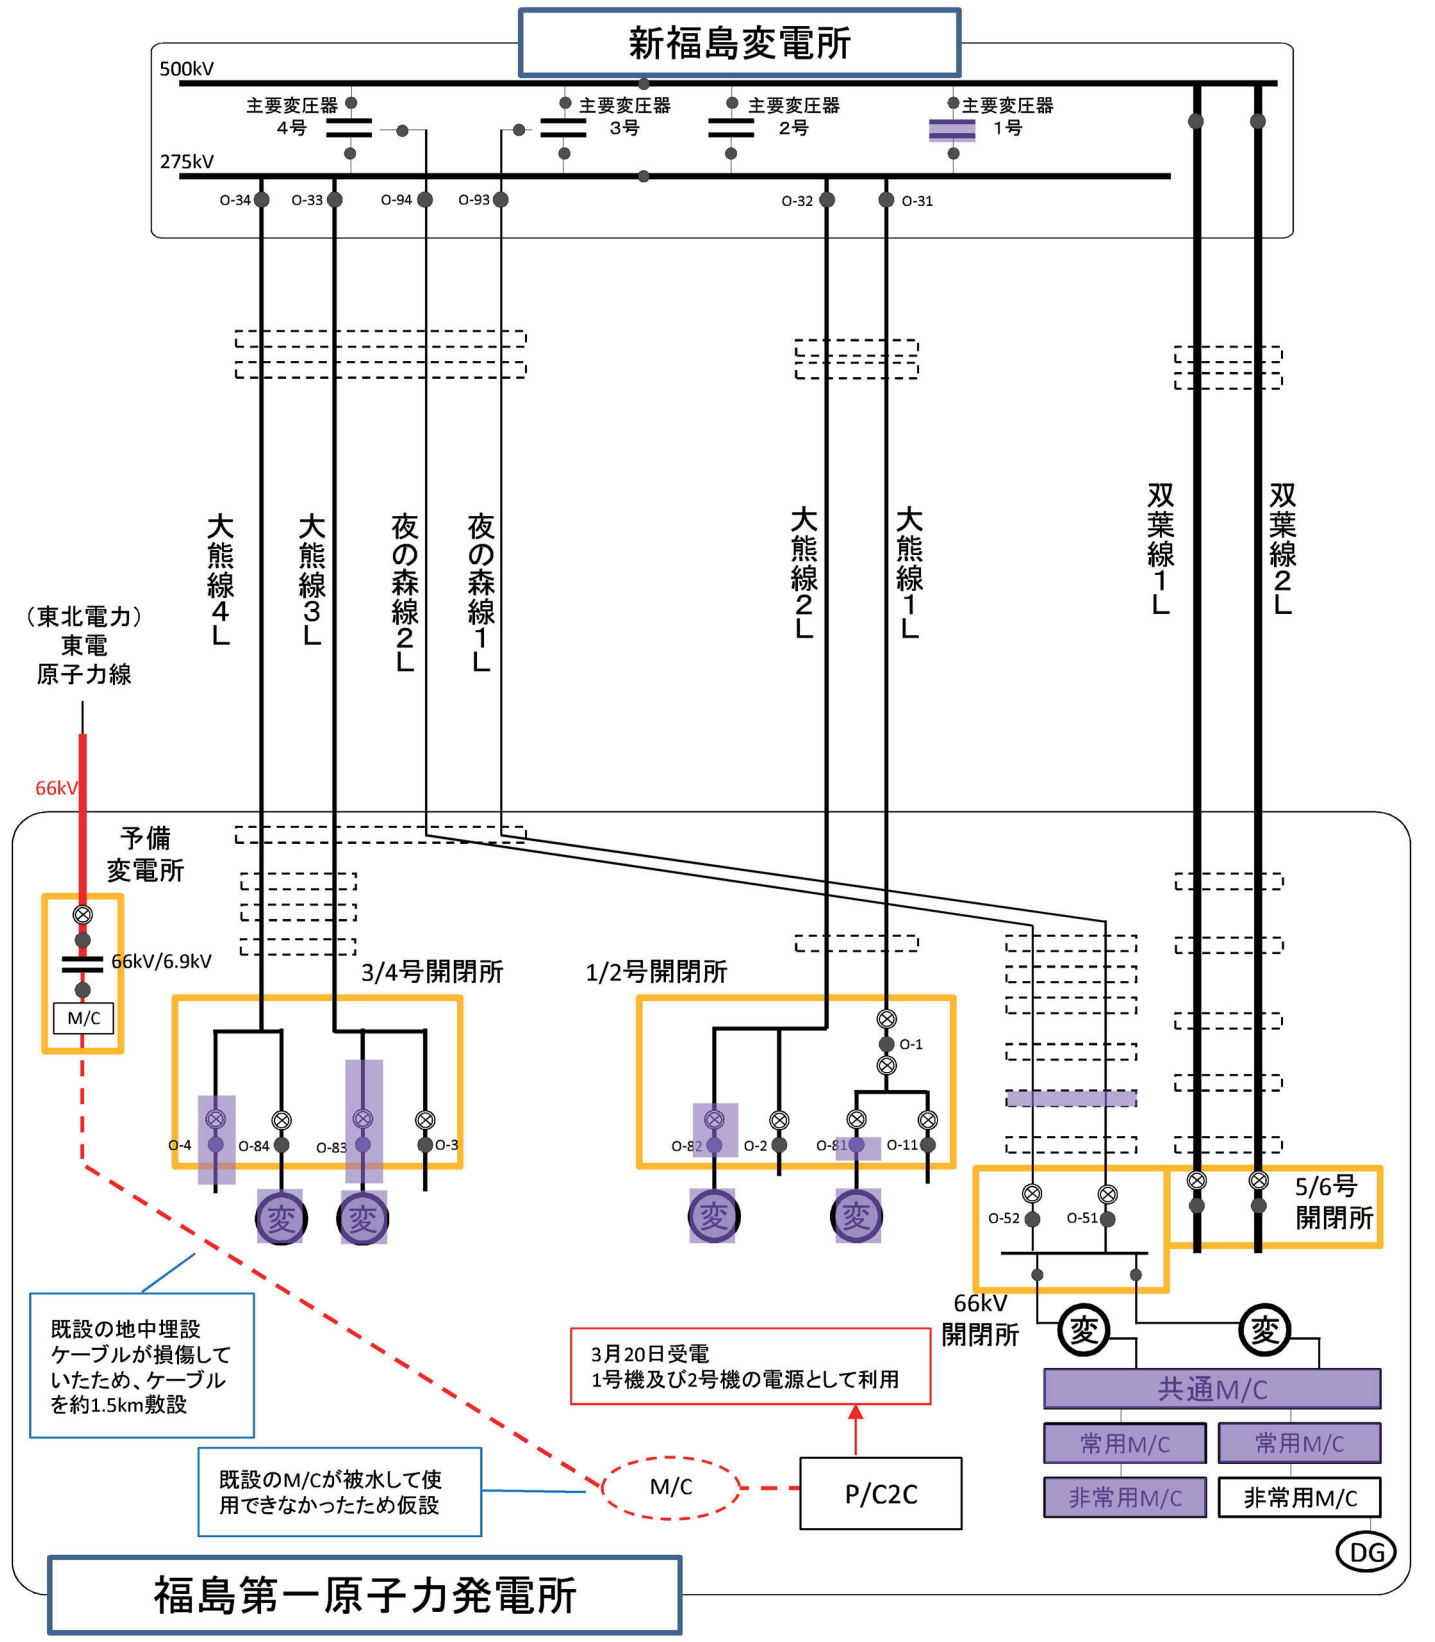 新福島変電所
500kV
主要変圧器
4号
主要変圧器
3号
主要変圧器
2号
主要変圧器
1号
275kV
O-34
O-33
O-94
O-93
O-32
O-31
大熊線4L
大熊線3L
夜の森線2L
夜の森線1L
大熊線2L
大熊線1L
双葉線1L
双葉線2L
（東北電力）
東電
原子力線
66kV
予備
変電所
66kV/6.9kV
M/C
3/4号開閉所
1/2号開閉所
O-1
O-4
O-84
O-83
O-3
O-82
O-2
O-81
O-11
変
変
変
変
O-52
O-51
5/6号
開閉所
66kV
開閉所
変
変
共通M/C
常用M/C
常用M/C
非常用M/C
非常用M/C
DG
既設の地中埋設
ケーブルが損傷して
いたため、ケーブル
を約1.5km敷設
3月20日受電
1号機及び2号機の電源として利用
既設のM/Cが被水して使
用できなかったため仮設
M/C
P/C2C
福島第一原子力発電所